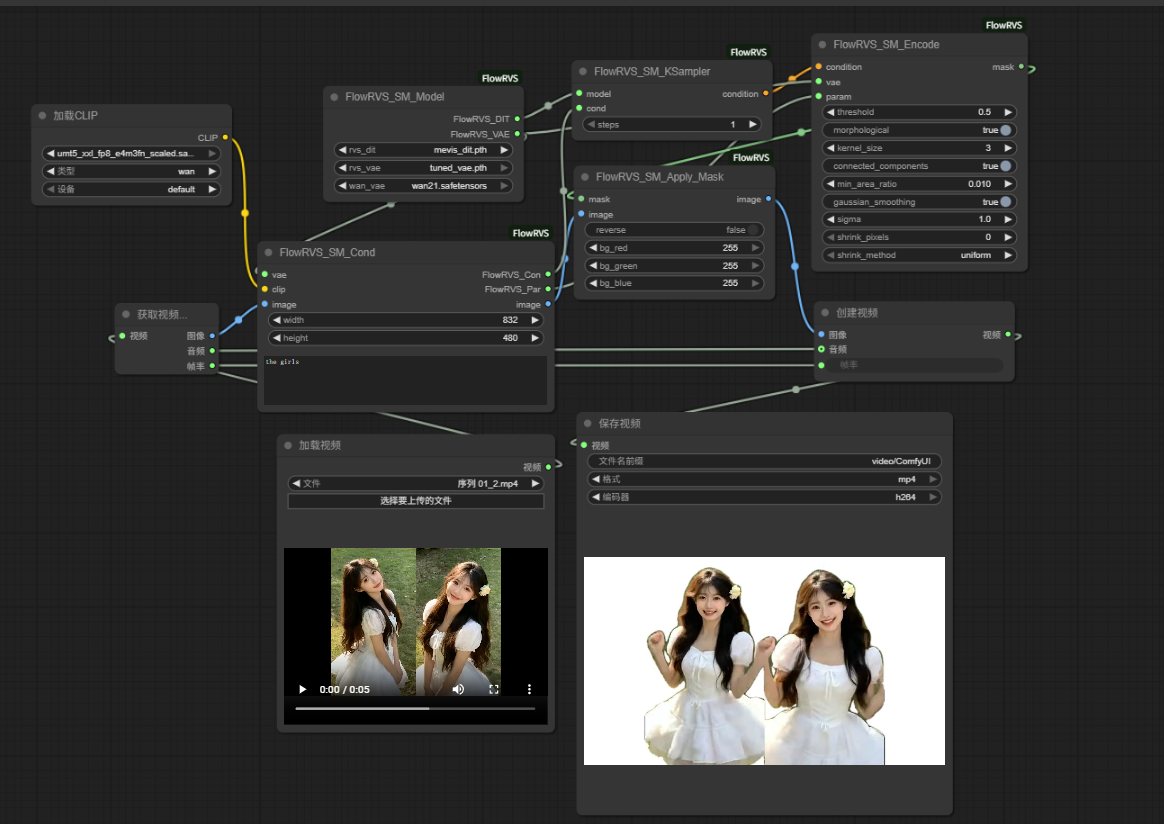 FlowRVS
FlowRVS_SM_Encode
condition
mask
vae
param
threshold
0.5
morphological
true
kernel_size
3
connected_components
true
min_area_ratio
0.010
gaussian_smoothing
true
sigma
1.0
shrink_pixels
0
shrink_method
uniform
FlowRVS
FlowRVS_SM_KSampler
model
condition
cond
steps
1
FlowRVS
FlowRVS_SM_Model
FlowRVS_DIT
FlowRVS_VAE
rvs_dit
mevis_dit.pth
rvs_vae
tuned_vae.pth
wan_vae
wan21.safetensors
加载CLIP
CLIP
umt5_xxl_fp8_e4m3fn_scaled.sa...
类型
wan
设备
default
FlowRVS
FlowRVS_SM_Apply_Mask
mask
image
image
reverse
false
bg_red
255
bg_green
255
bg_blue
255
FlowRVS
FlowRVS_SM_Cond
vae
FlowRVS_Con
clip
FlowRVS_Par
image
image
width
832
height
480
the girls
获取视频...
视频
图像
音频
帧率
创建视频
图像
视频
音频
帧率
加载视频
视频
文件
序列 01_2.mp4
选择要上传的文件
0:00 / 0:05
保存视频
视频
文件名前缀
video/ComfyUI
格式
mp4
编码器
h264